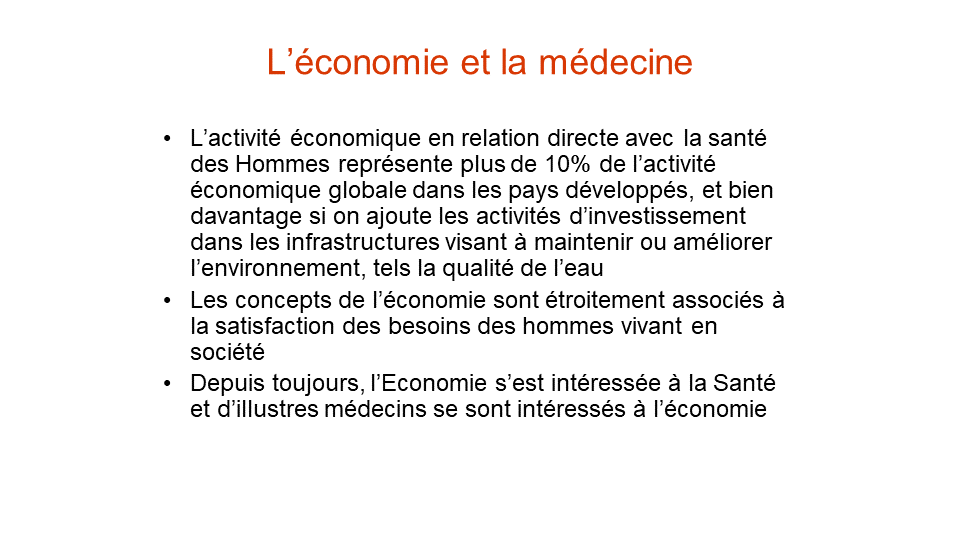 L’économie et la médecine
• L’activité économique en relation directe avec la santé
des Hommes représente plus de 10% de l’activité
économique globale dans les pays développés, et bien
davantage si on ajoute les activités d’investissement
dans les infrastructures visant à maintenir ou améliorer
l’environnement, tels la qualité de l’eau
• Les concepts de l’économie sont étroitement associés à
la satisfaction des besoins des hommes vivant en
société
• Depuis toujours, l’Economie s’est intéressée à la Santé
et d’illustres médecins se sont intéressés à l’économie